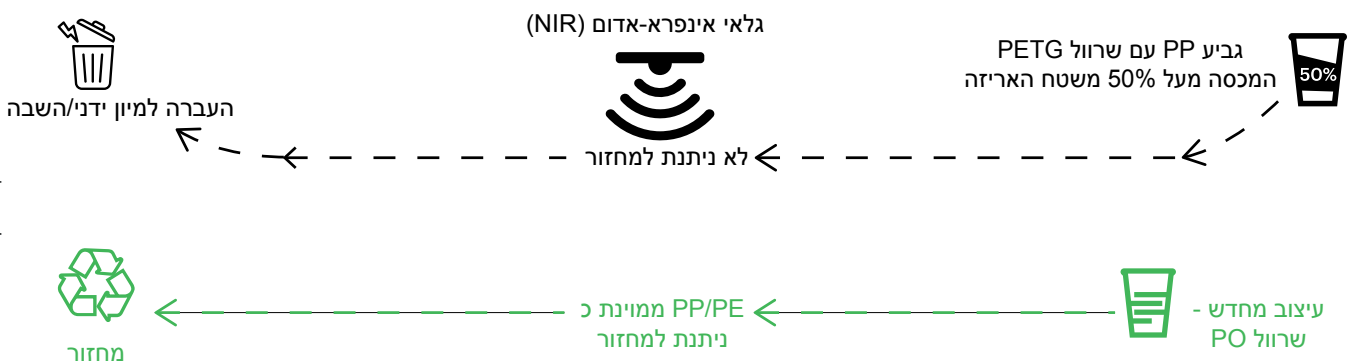 גלאי אינפרא-אדום (NIR)
גביע PP עם שרוול PETG
המכסה מעל 50% משטח האריזה
50%
העברה למיון ידני/השבה
לא ניתנת למחזור
עיצוב מחדש -
שרוול PO
PP/PE ממוינת כ
ניתנת למחזור
מחזור